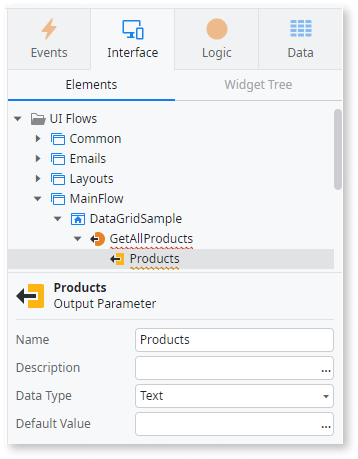 Events Interface Logic Data
Elements Widget Tree
UI Flows
Common
Emails
Layouts
MainFlow
DataGridSample
GetAllProducts
Products
Products
Output Parameter
Name Products
Description ...
Data Type Text
Default Value ...